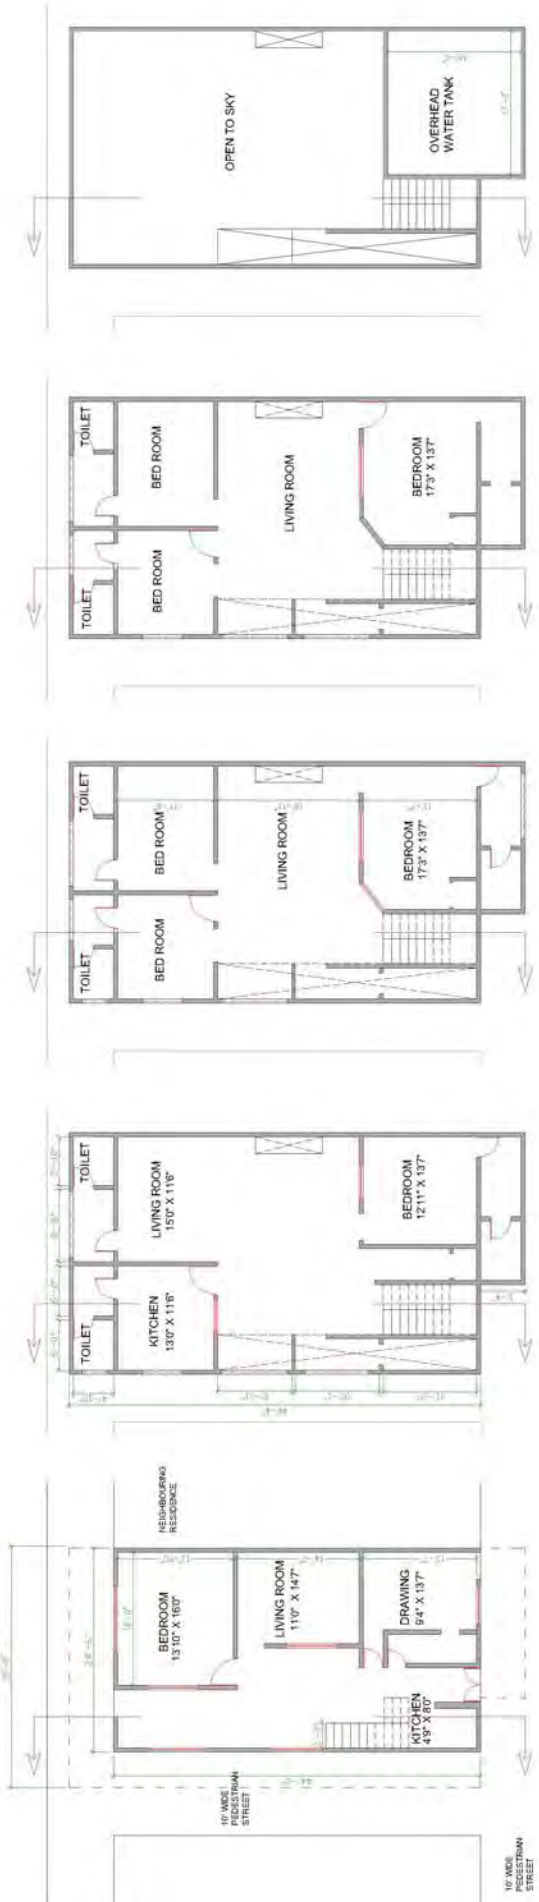 OPEN TO SKY
OVERHEAD
WATER TANK
TOILET
TOILET
BED ROOM
BED ROOM
LIVING ROOM
BEDROOM
17'3" X 13'7"
TOILET
TOILET
BED ROOM
BED ROOM
LIVING ROOM
BEDROOM
17'3" X 13'7"
TOILET
TOILET
LIVING ROOM
15'0" X 11'6"
KITCHEN
13'0" X 11'6"
BEDROOM
12'11" X 13'7"
NEIGHBOURING
RESIDENCE
BEDROOM
13'10" X 16'0"
LIVING ROOM
11'0" X 14'7"
DRAWING
9'4" X 13'7"
KITCHEN
4'9" X 8'0"
10' WIDE
PEDESTRIAN
STREET
10' WIDE
PEDESTRIAN
STREET